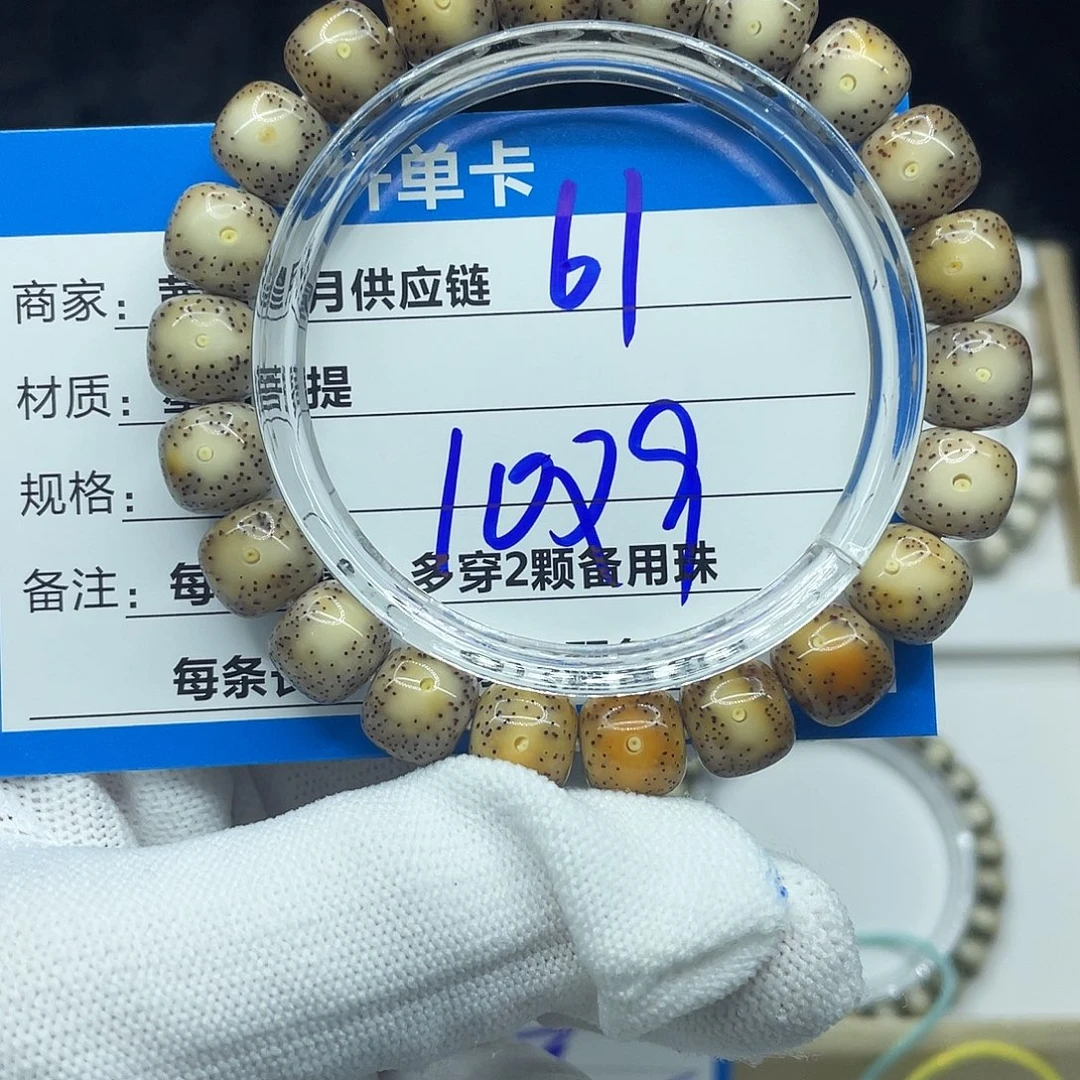 单卡
61
商家： 月供应链
材质： 提
规格： 10x9
备注： 每 多穿2颗备用珠
每条